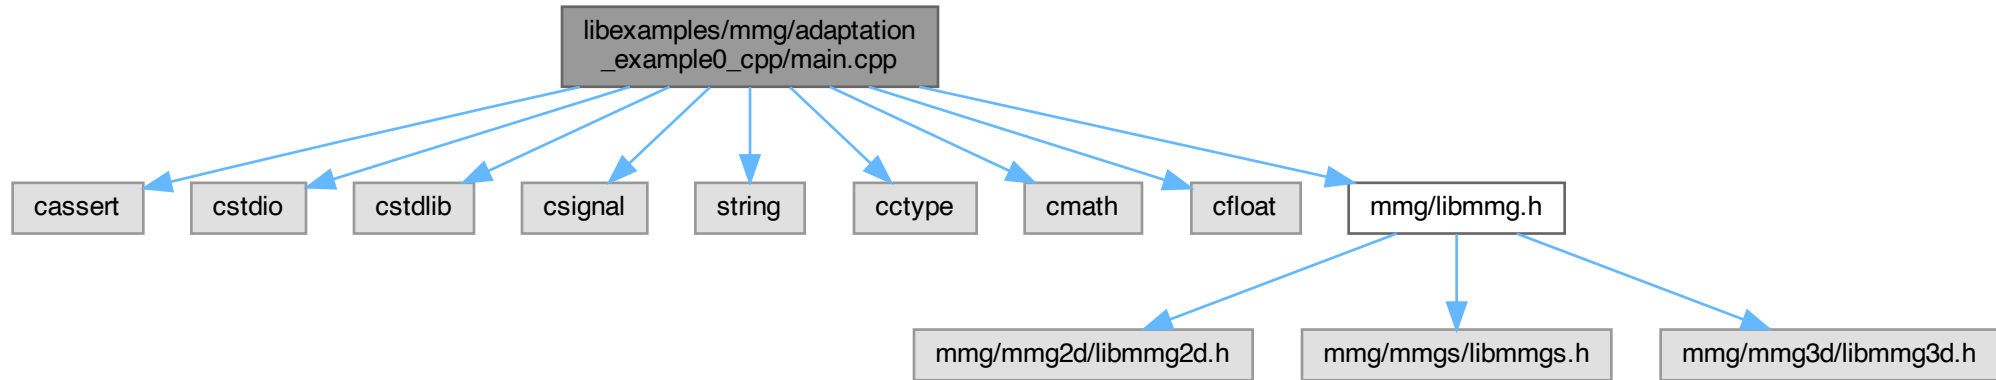 libexamples/mmg/adaptation
_example0_cpp/main.cpp
cassert
cstdio
cstdlib
csignal
string
cctype
cmath
cfloat
mmg/libmmg.h
mmg/mmg2d/libmmg2d.h
mmg/mmgs/libmmgs.h
mmg/mmg3d/libmmg3d.h